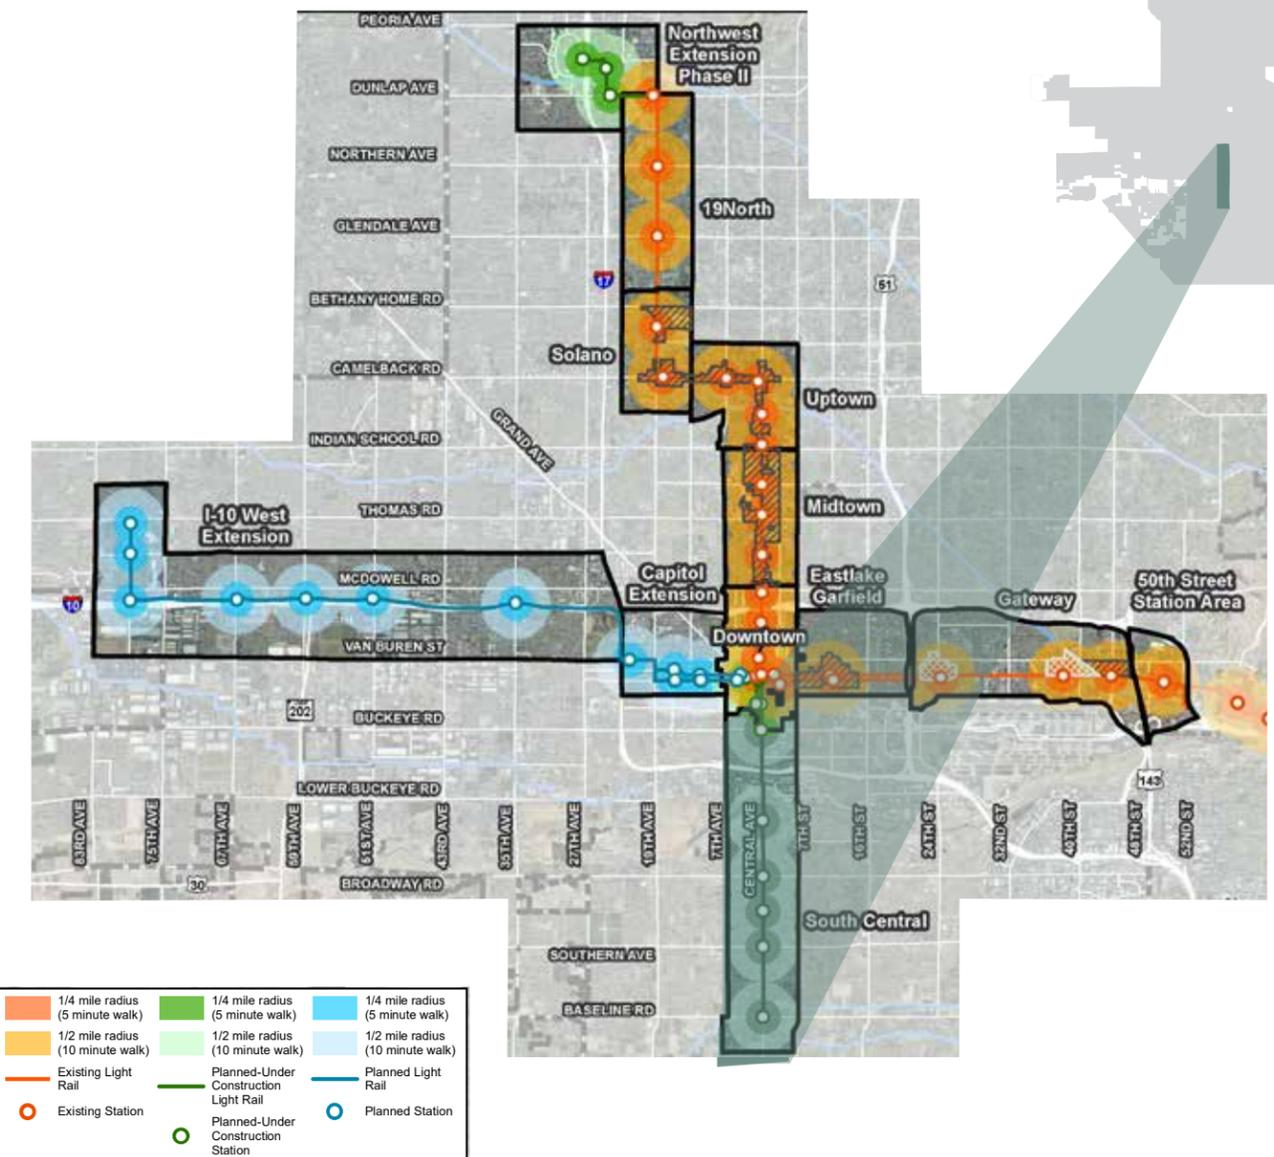 PEORIA AVE
Northwest
Extension
Phase II
DUNLAP AVE
NORTHERN AVE
19North
GLENDALE AVE
17
51
BETHANY HOME RD
Solano
CAMELBACK RD
Uptown
GRAND AVE
INDIAN SCHOOL RD
I-10 West
Extension
THOMAS RD
Midtown
Capitol
Extension
Eastlake
Garfield
50th Street
Station Area
MCDOWELL RD
10
Gateway
Downtown
VAN BUREN ST
202
BUCKEYE RD
143
LOWER BUCKEYE RD
83RD AVE
75TH AVE
67TH AVE
59TH AVE
51ST AVE
43RD AVE
35TH AVE
27TH AVE
19TH AVE
7TH AVE
CENTRAL AVE
7TH ST
16TH ST
24TH ST
32ND ST
40TH ST
48TH ST
52ND ST
30
BROADWAY RD
South Central
SOUTHERN AVE
BASELINE RD
1/4 mile radius
(5 minute walk)
1/4 mile radius
(5 minute walk)
1/4 mile radius
(5 minute walk)
1/2 mile radius
(10 minute walk)
1/2 mile radius
(10 minute walk)
1/2 mile radius
(10 minute walk)
Existing Light
Rail
Planned-Under
Construction
Light Rail
Planned Light
Rail
Existing Station
Planned-Under
Construction
Station
Planned Station